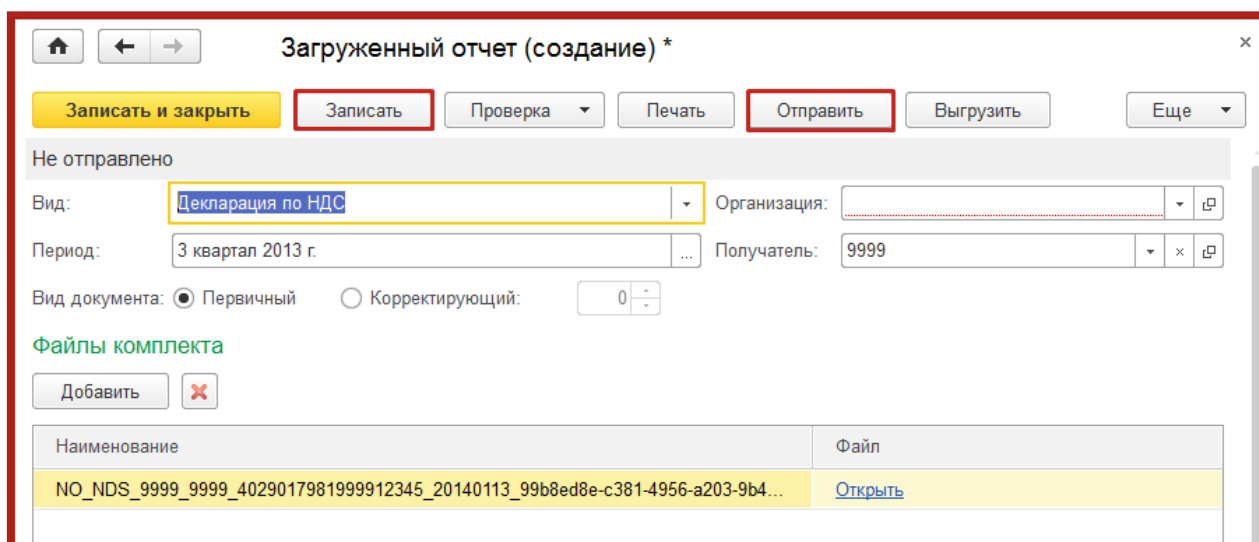 Загруженный отчет (создание) *
Записать и закрыть Записать Проверка Печать Отправить Выгрузить Еще
Не отправлено
Вид: Декларация по НДС Организация:
Период: 3 квартал 2013 г. ... Получатель: 9999
Вид документа: Первичный Корректирующий: 0
Файлы комплекта
Добавить
Наименование Файл
NO_NDS_9999_9999_4029017981999912345_20140113_99b8ed8e-c381-4956-a203-9b4... Открыть